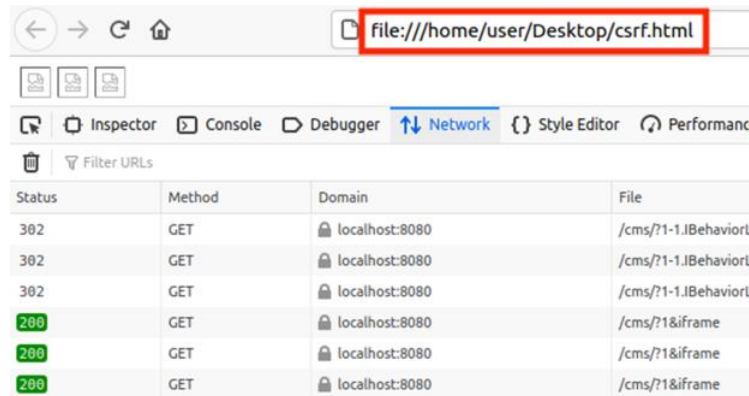 file:///home/user/Desktop/csrf.html
Inspector Console Debugger Network {} Style Editor Performanc
Filter URLs
Status Method Domain File
302 GET localhost:8080 /cms/?1-1.IBehaviorL
302 GET localhost:8080 /cms/?1-1.IBehaviorL
302 GET localhost:8080 /cms/?1-1.IBehaviorL
200 GET localhost:8080 /cms/?1&iframe
200 GET localhost:8080 /cms/?1&iframe
200 GET localhost:8080 /cms/?1&iframe